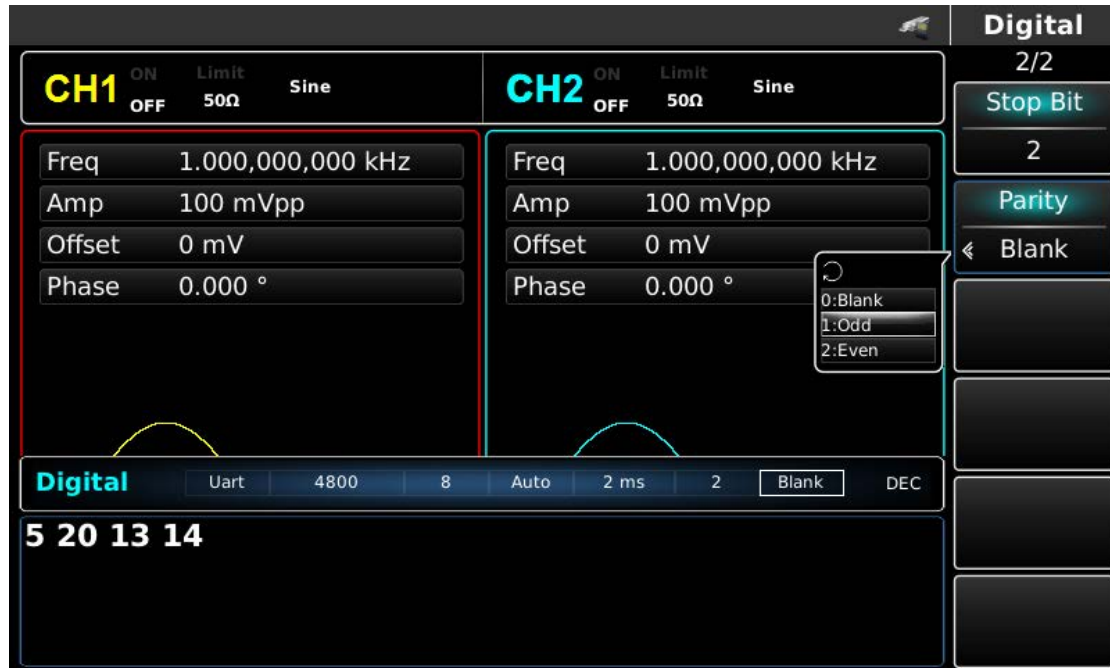 Digital
2/2
CH1 ON OFF Limit 50Ω Sine
CH2 ON OFF Limit 50Ω Sine
Stop Bit
2
Freq 1.000,000,000 kHz
Amp 100 mVpp
Offset 0 mV
Phase 0.000 °
Freq 1.000,000,000 kHz
Amp 100 mVpp
Offset 0 mV
Phase 0.000 °
Parity
Blank
0:Blank
1:Odd
2:Even
Digital Uart 4800 8 Auto 2 ms 2 Blank DEC
5 20 13 14